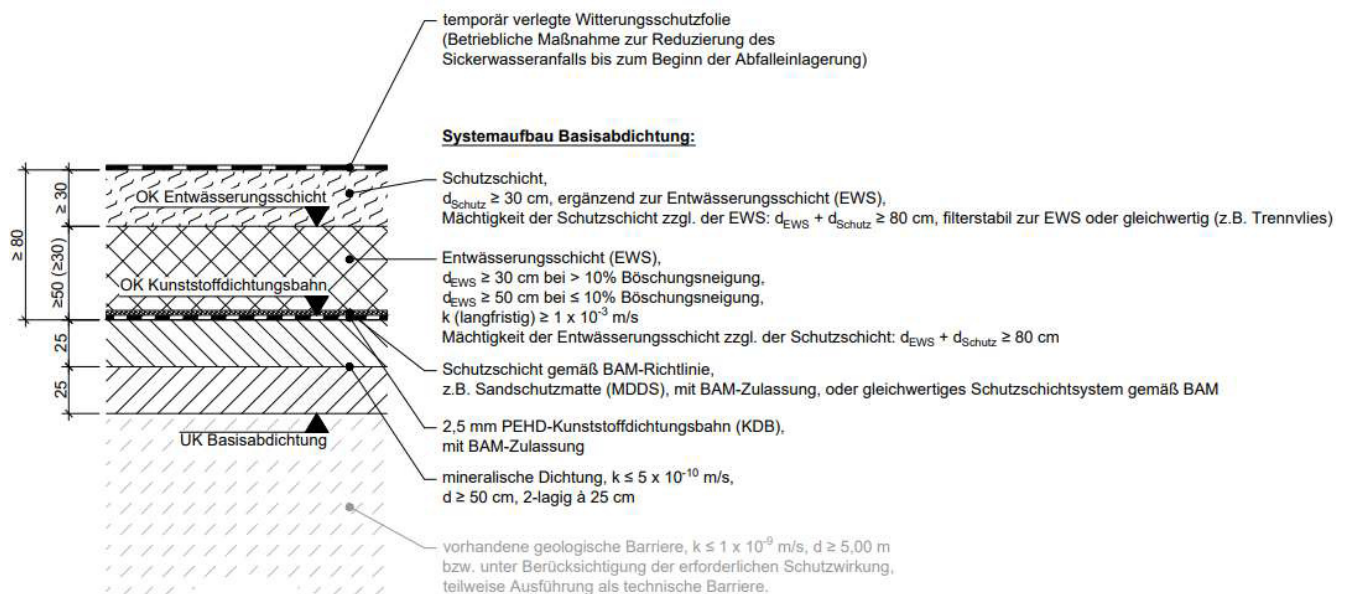 temporär verlegte Witterungsschutzfolie
(Betriebliche Maßnahme zur Reduzierung des
Sickerwasseranfalls bis zum Beginn der Abfalleinlagerung)
Systemaufbau Basisabdichtung:
Schutzschicht,
dSchutz ≥ 30 cm, ergänzend zur Entwässerungsschicht (EWS),
Mächtigkeit der Schutzschicht zzgl. der EWS: dEWS + dSchutz ≥ 80 cm, filterstabil zur EWS oder gleichwertig (z.B. Trennvlies)
Entwässerungsschicht (EWS),
dEWS ≥ 30 cm bei > 10% Böschungsneigung,
dEWS ≥ 50 cm bei ≤ 10% Böschungsneigung,
k (langfristig) ≥ 1 x 10⁻³ m/s
Mächtigkeit der Entwässerungsschicht zzgl. der Schutzschicht: dEWS + dSchutz ≥ 80 cm
Schutzschicht gemäß BAM-Richtlinie,
z.B. Sandschutzmatte (MDDS), mit BAM-Zulassung, oder gleichwertiges Schutzschichtsystem gemäß BAM
2,5 mm PEHD-Kunststoffdichtungsbahn (KDB),
mit BAM-Zulassung
mineralische Dichtung, k ≤ 5 x 10⁻¹⁰ m/s,
d ≥ 50 cm, 2-lagig à 25 cm
vorhandene geologische Barriere, k ≤ 1 x 10⁻⁹ m/s, d ≥ 5,00 m
bzw. unter Berücksichtigung der erforderlichen Schutzwirkung,
teilweise Ausführung als technische Barriere.
≥ 80
≥ 30
≥50 (≥30)
25
25
OK Entwässerungsschicht
OK Kunststoffdichtungsbahn
UK Basisabdichtung